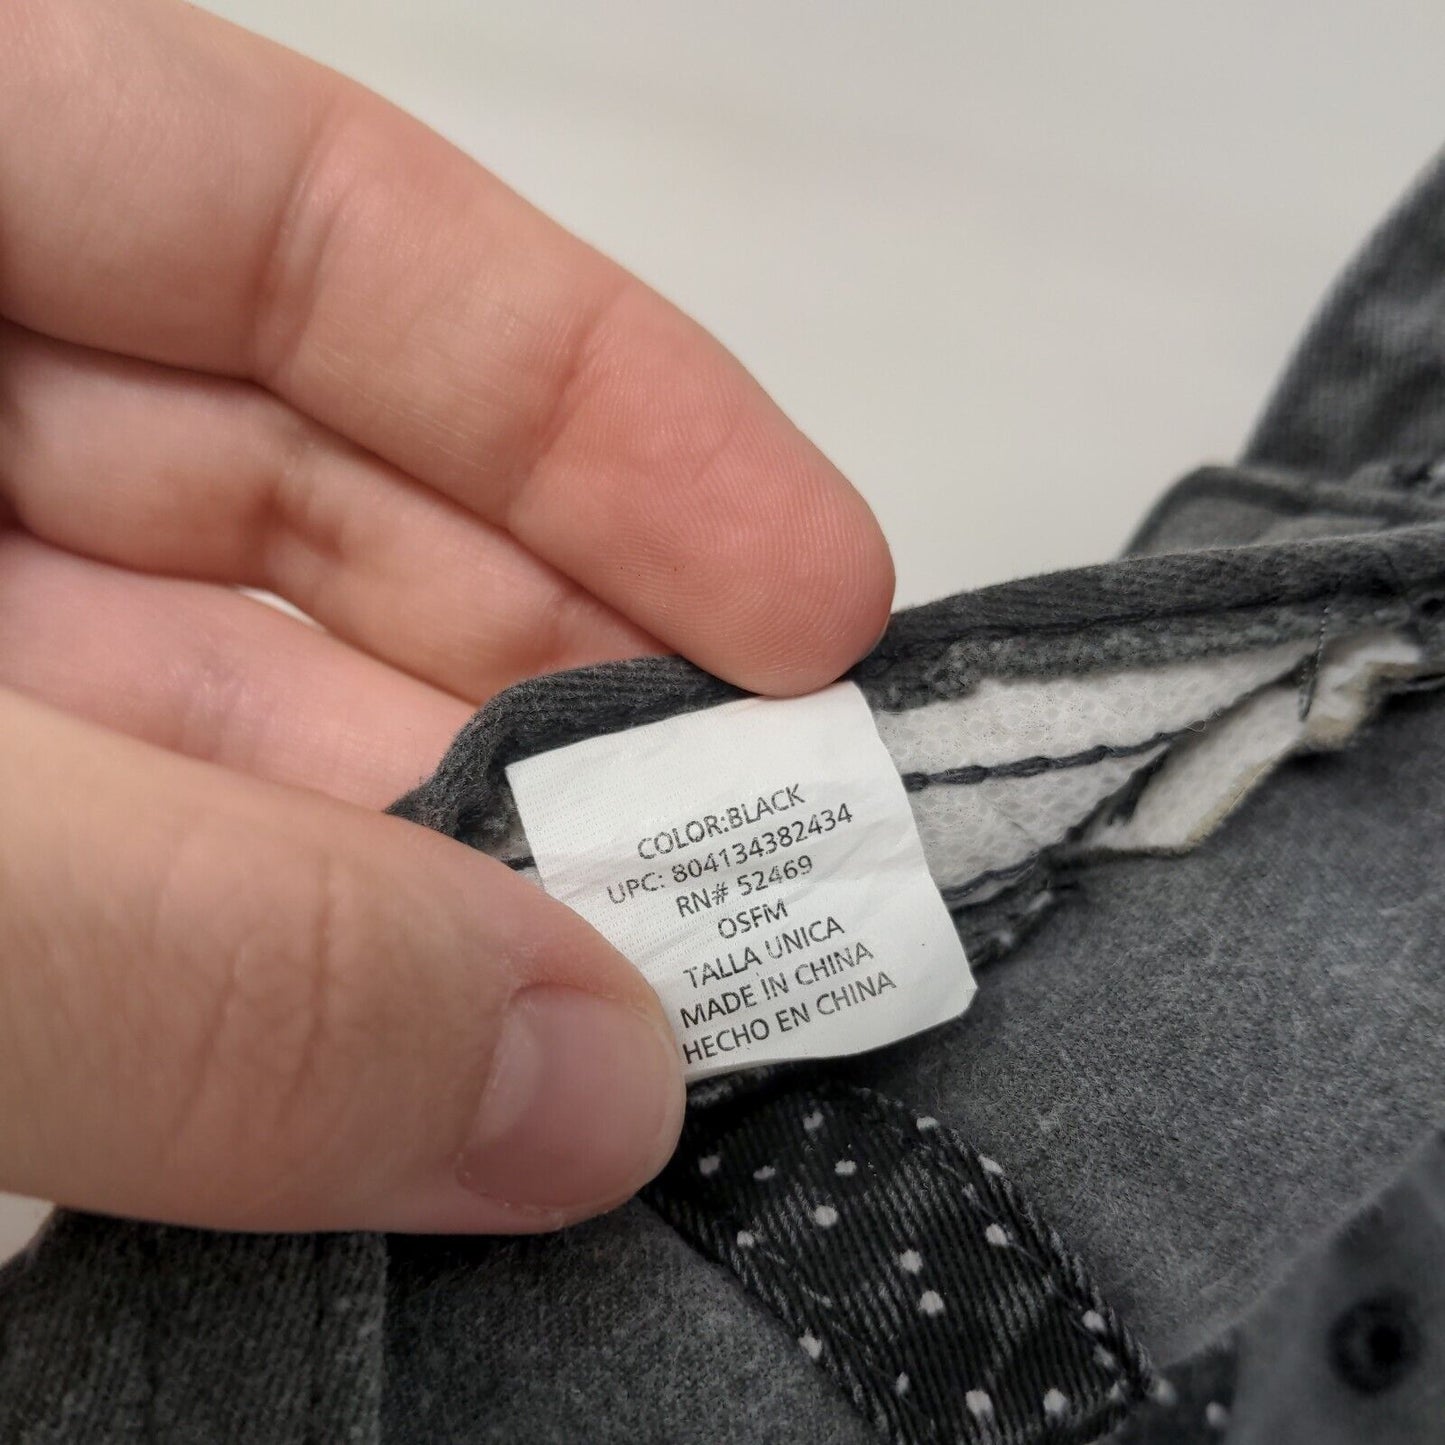 COLOR:BLACK
UPC: 804134382434
RN# 52469
OSFM
TALLA UNICA
MADE IN CHINA
HECHO EN CHINA